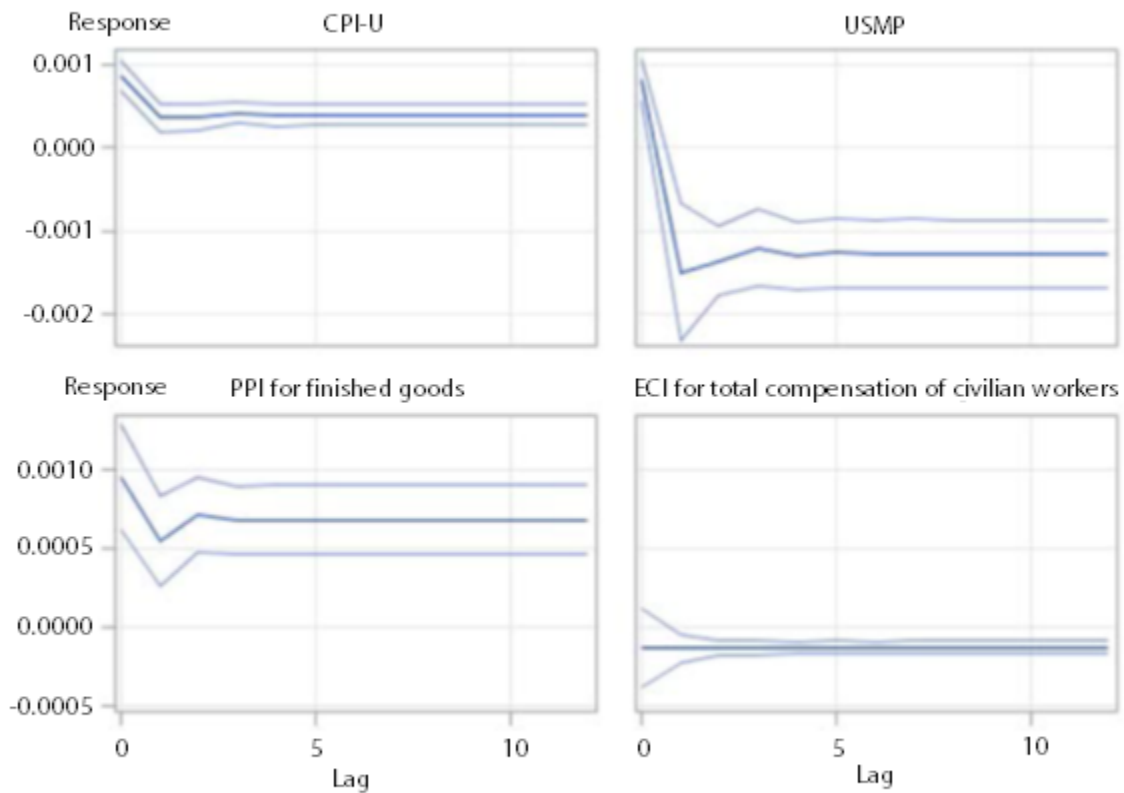 Response CPI-U USMP
0.001
0.000
-0.001
-0.002
Response PPI for finished goods ECI for total compensation of civilian workers
0.0010
0.0005
0.0000
-0.0005
0 5 10 0 5 10
Lag Lag